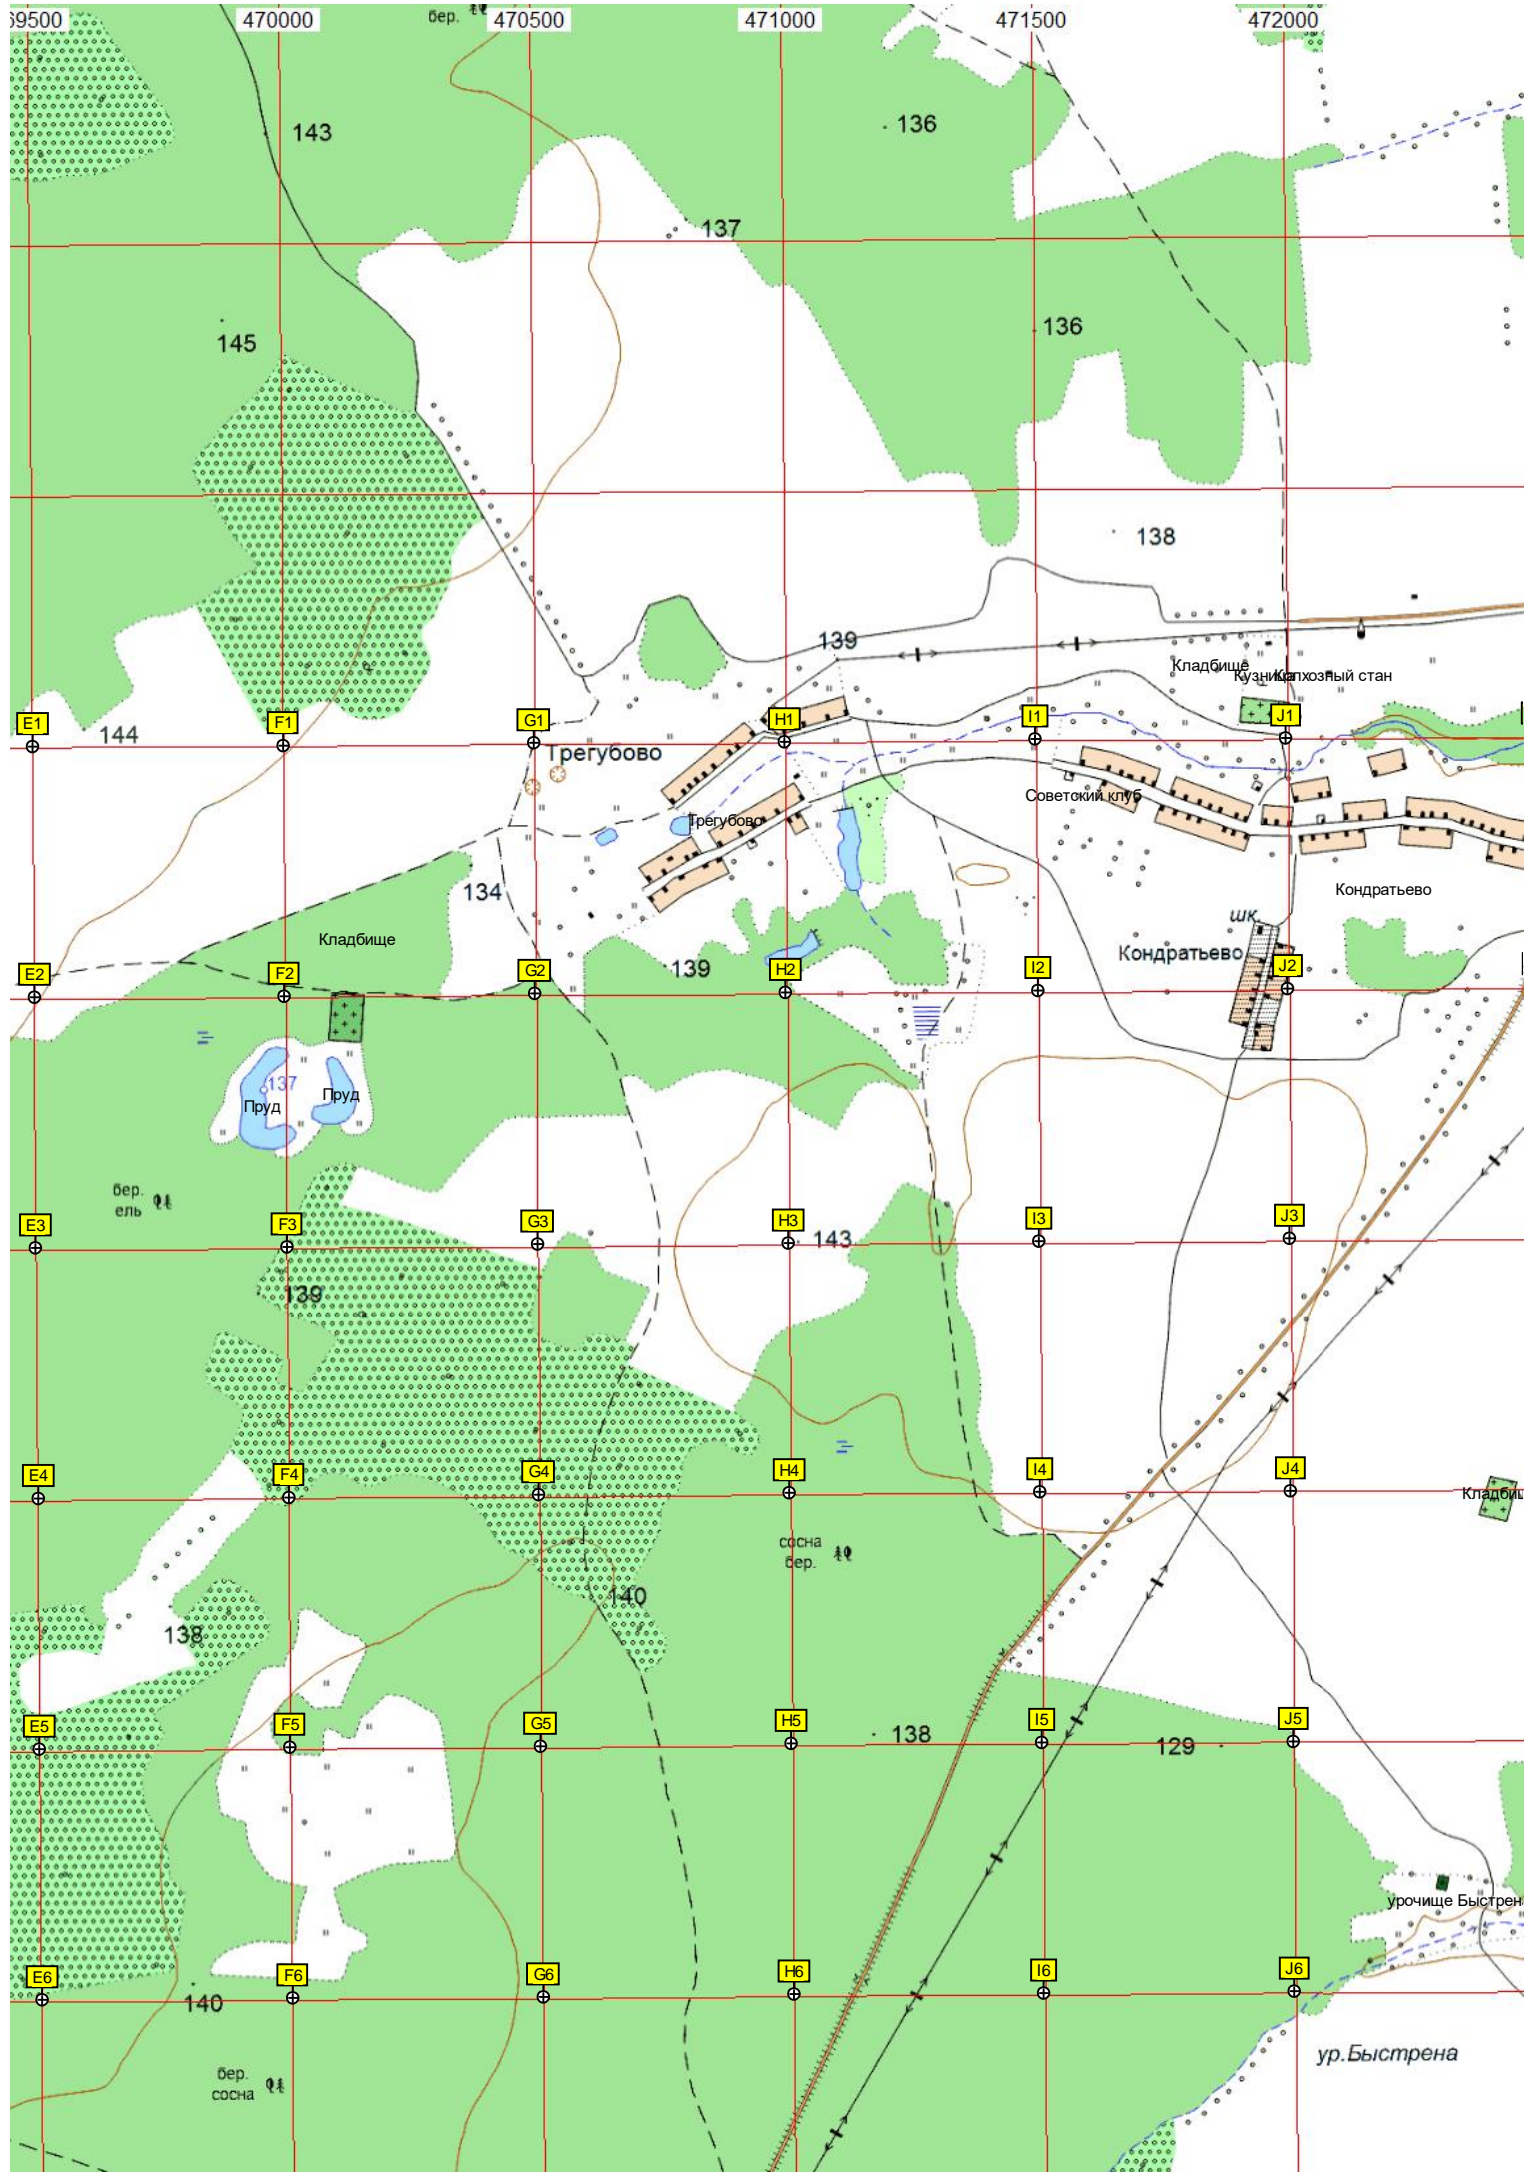 69500 470000 470500 471000 471500 472000
бер.
143
136
137
136
145
138
139
Кладбище
Кузница Колхозный стан
E1 F1 G1 H1 I1 J1
144
Трегубово
Советский клуб
Трегубово
134
Кондратьево
шк.
Кладбище
Кондратьево
139
E2 F2 G2 H2 I2 J2
137
Пруд
Пруд
бер.
ель
E3 F3 G3 H3 I3 J3
143
139
E4 F4 G4 H4 I4 J4
Кладбищ
сосна
бер.
140
138
E5 F5 G5 H5 I5 J5
138
129
урочище Быстрен
E6 F6 G6 H6 I6 J6
140
ур.Быстрена
бер.
сосна